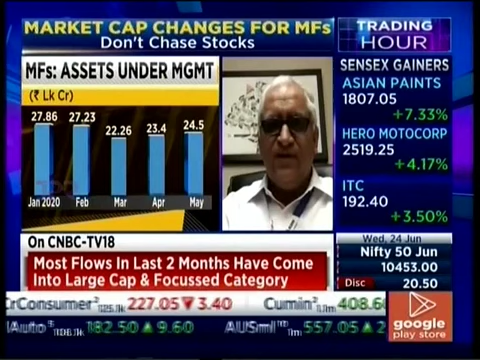 MARKET CAP CHANGES FOR MFs
Don't Chase Stocks
MFs: ASSETS UNDER MGMT
(₹ Lk Cr)
27.86 27.23 22.26 23.4 24.5
Jan 2020 Feb Mar Apr May
On CNBC-TV18
Most Flows In Last 2 Months Have Come
Into Large Cap & Focussed Category
TRADING
HOUR
SENSEX GAINERS
ASIAN PAINTS
1807.05
+7.33%
HERO MOTOCORP
2519.25
+4.17%
ITC
192.40
+3.50%
Wed, 24 Jun
Nifty 50 Jun
10453.00
Disc 20.50
CrConsumer 227.05 ▼ 3.40 Cumin 408.60
Auto 182.50 ▲ 9.60 AUSml 557.05 ▲
google
play store